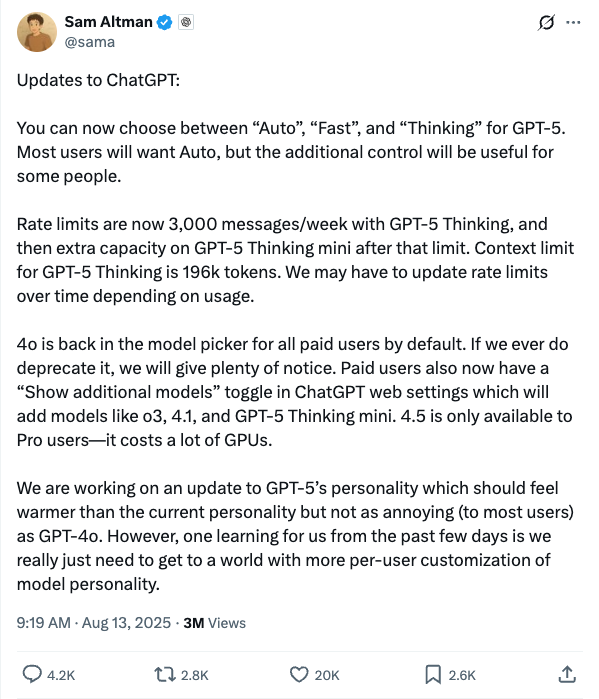 Sam Altman
@sama
Updates to ChatGPT:
You can now choose between “Auto”, “Fast”, and “Thinking” for GPT-5.
Most users will want Auto, but the additional control will be useful for
some people.
Rate limits are now 3,000 messages/week with GPT-5 Thinking, and
then extra capacity on GPT-5 Thinking mini after that limit. Context limit
for GPT-5 Thinking is 196k tokens. We may have to update rate limits
over time depending on usage.
4o is back in the model picker for all paid users by default. If we ever do
deprecate it, we will give plenty of notice. Paid users also now have a
“Show additional models” toggle in ChatGPT web settings which will
add models like o3, 4.1, and GPT-5 Thinking mini. 4.5 is only available to
Pro users—it costs a lot of GPUs.
We are working on an update to GPT-5’s personality which should feel
warmer than the current personality but not as annoying (to most users)
as GPT-4o. However, one learning for us from the past few days is we
really just need to get to a world with more per-user customization of
model personality.
9:19 AM · Aug 13, 2025 · 3M Views
4.2K 2.8K 20K 2.6K